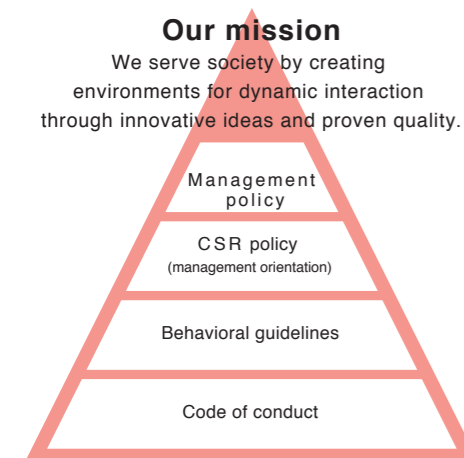 Our mission
We serve society by creating
environments for dynamic interaction
through innovative ideas and proven quality.
Management
policy
CSR policy
(management orientation)
Behavioral guidelines
Code of conduct